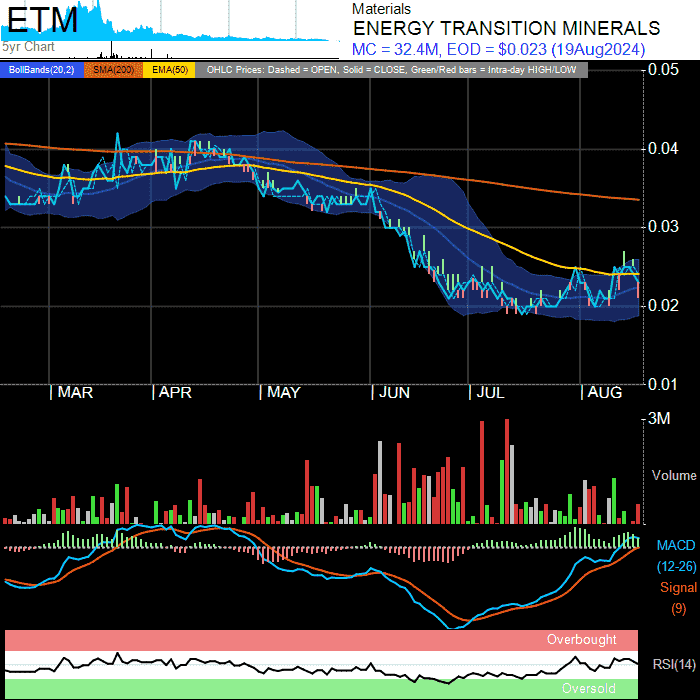 ETM
5yr Chart
Materials
ENERGY TRANSITION MINERALS
MC = 32.4M, EOD = $0.023 (19Aug2024)
BollBands(20,2) SMA(200) EMA(50) OHLC Prices: Dashed = OPEN, Solid = CLOSE, Green/Red bars = Intra-day HIGH/LOW
0.05
0.04
0.03
0.02
0.01
MAR APR MAY JUN JUL AUG
3M
Volume
MACD
(12-26)
Signal
(9)
Overbought
RSI(14)
Oversold